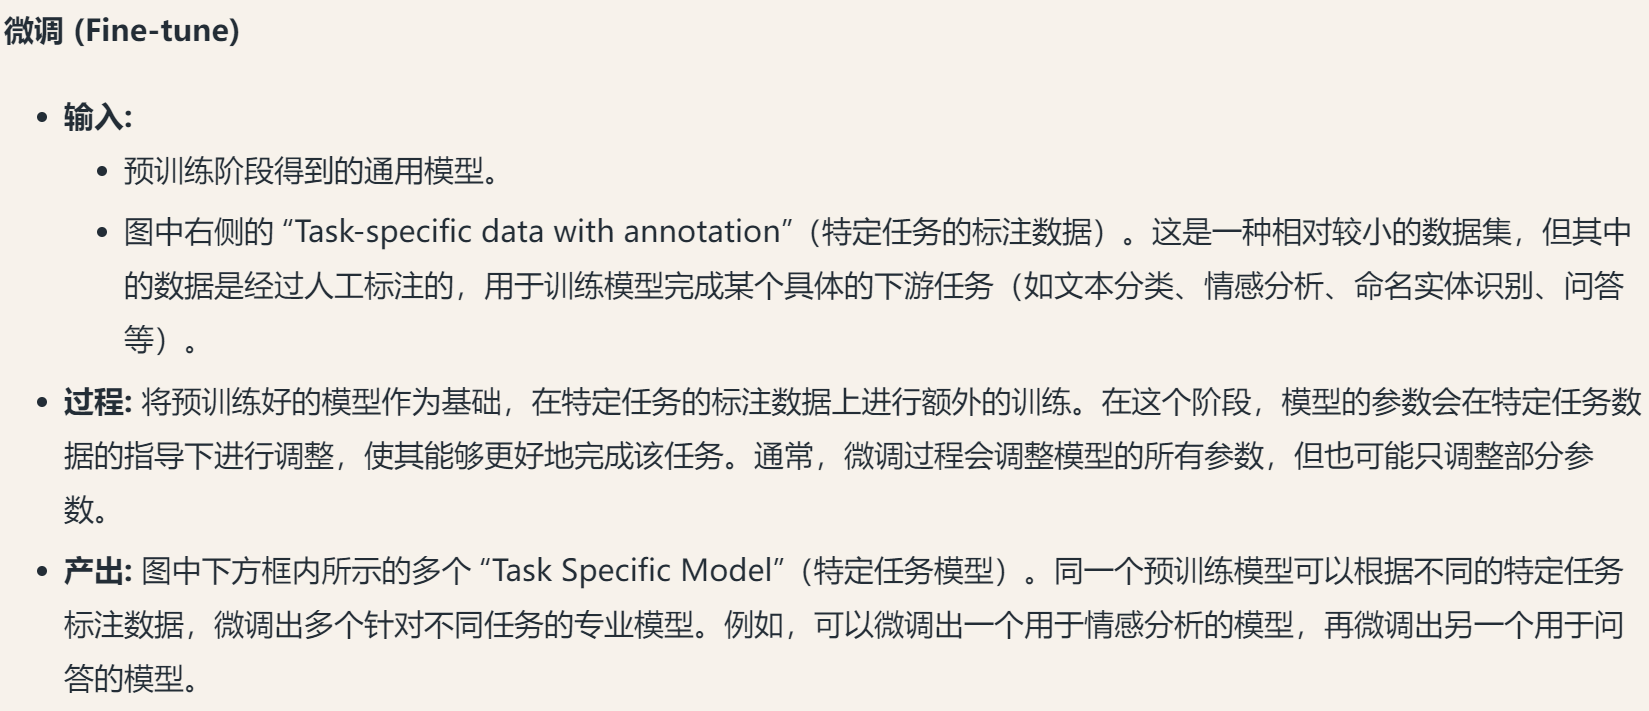 微调 (Fine-tune)
输入:
预训练阶段得到的通用模型。
图中右侧的 “Task-specific data with annotation”（特定任务的标注数据）。这是一种相对较小的数据集，但其中
的数据是经过人工标注的，用于训练模型完成某个具体的下游任务（如文本分类、情感分析、命名实体识别、问答
等）。
过程: 将预训练好的模型作为基础，在特定任务的标注数据上进行额外的训练。在这个阶段，模型的参数会在特定任务数
据的指导下进行调整，使其能够更好地完成该任务。通常，微调过程会调整模型的所有参数，但也可能只调整部分参
数。
产出: 图中下方框内所示的多个 “Task Specific Model”（特定任务模型）。同一个预训练模型可以根据不同的特定任务
标注数据，微调出多个针对不同任务的专业模型。例如，可以微调出一个用于情感分析的模型，再微调出另一个用于问
答的模型。